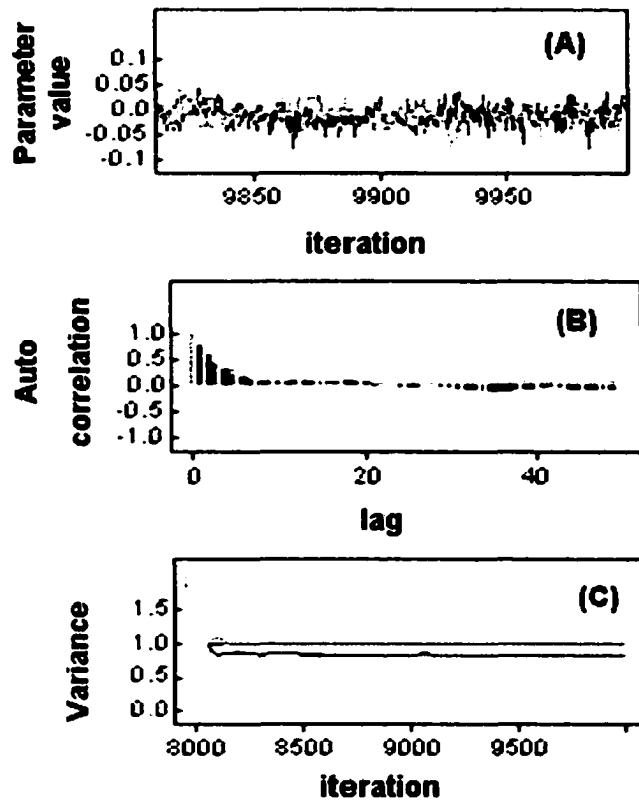 (A)
Parameter
value
0.1
0.05
0.0
-0.05
-0.1
9850 9900 9950
iteration
(B)
Auto
correlation
1.0
0.5
0.0
-0.5
-1.0
0 20 40
lag
(C)
Variance
1.5
1.0
0.5
0.0
8000 8500 9000 9500
iteration